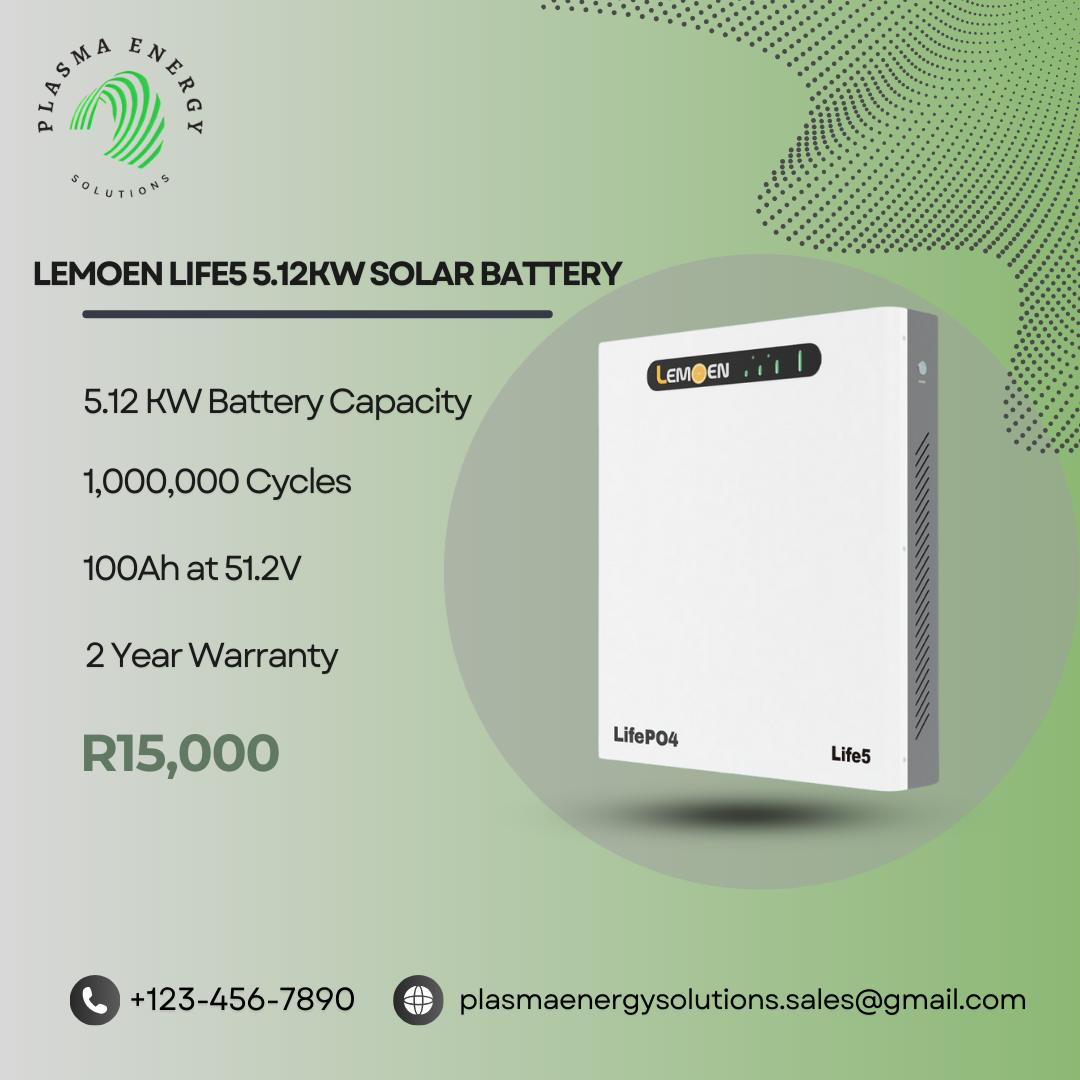 PLASMA ENERGY
SOLUTIONS
LEMOEN LIFE5 5.12KW SOLAR BATTERY
5.12 KW Battery Capacity
1,000,000 Cycles
100Ah at 51.2V
2 Year Warranty
R15,000
LEMOEN
LifePO4
Life5
+123-456-7890
plasmaenergysolutions.sales@gmail.com